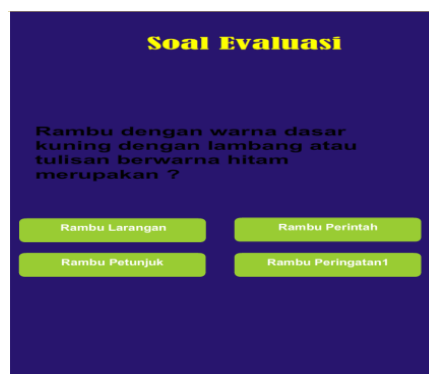 Soal Evaluasi
Rambu dengan warna dasar
kuning dengan lambang atau
tulisan berwarna hitam
merupakan ?
Rambu Larangan
Rambu Perintah
Rambu Petunjuk
Rambu Peringatan1